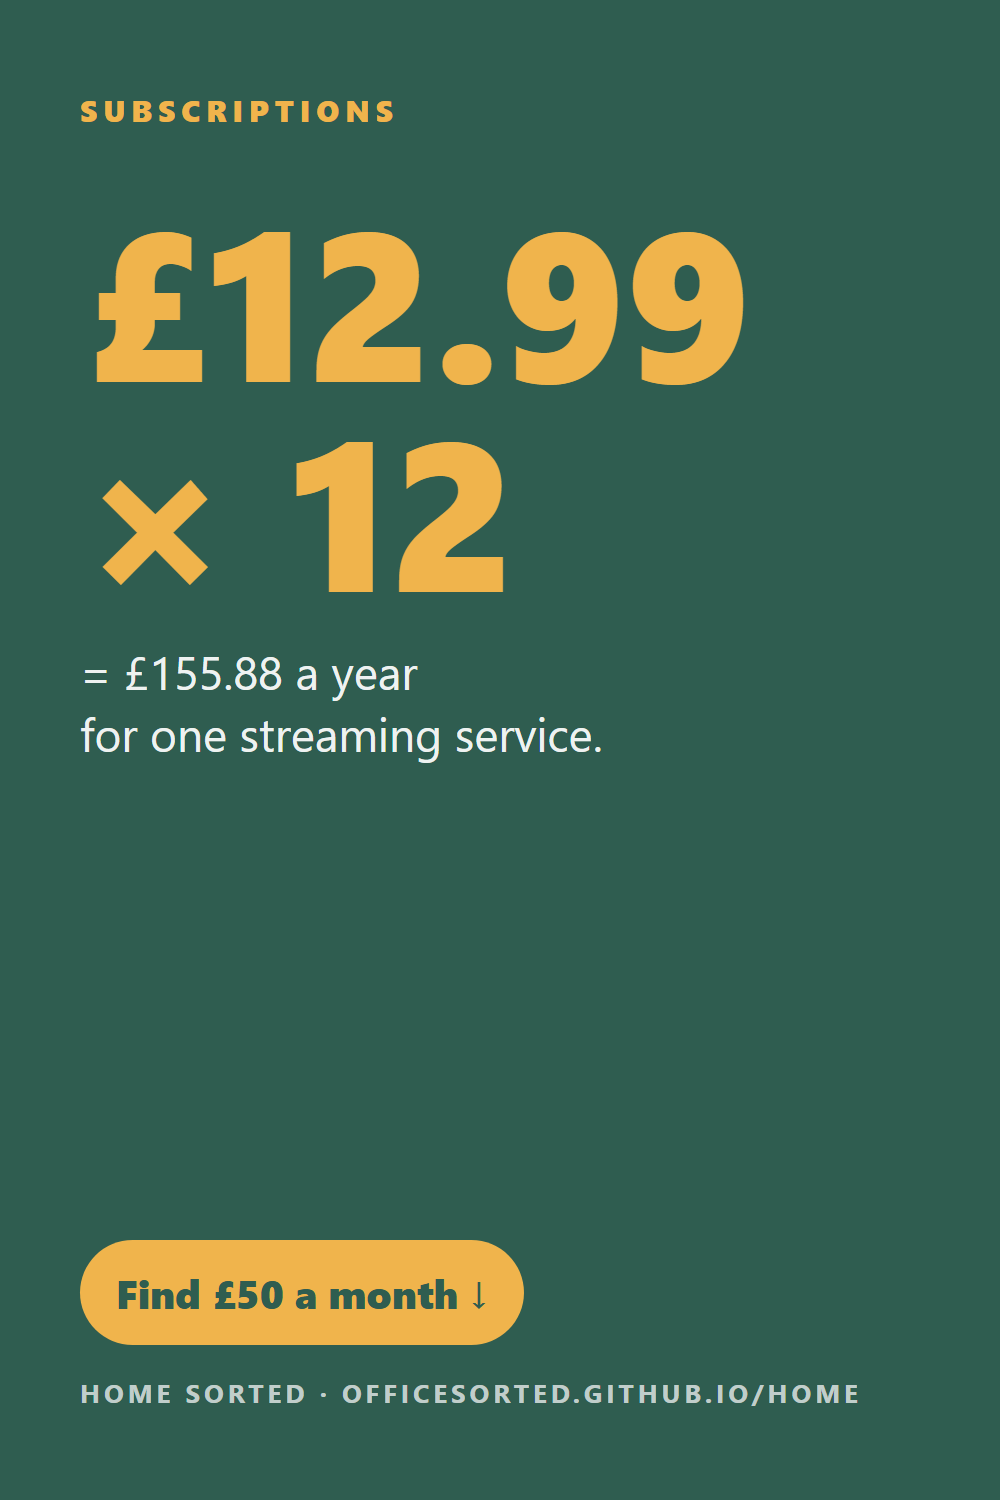 SUBSCRIPTIONS
£12.99
× 12
= £155.88 a year
for one streaming service.
Find £50 a month ↓
HOME SORTED · OFFICESORTED.GITHUB.IO/HOME